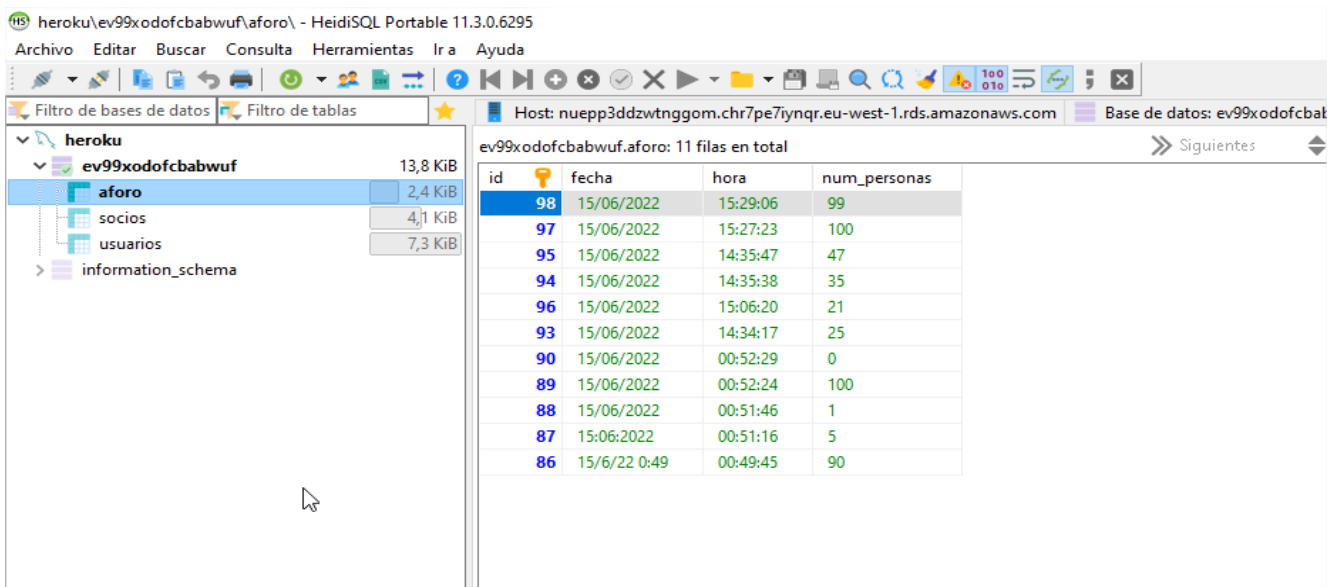 HS heroku\ev99xodofcbabwuf\aforo\ - HeidiSQL Portable 11.3.0.6295
Archivo Editar Buscar Consulta Herramientas Ir a Ayuda
Filtro de bases de datos Filtro de tablas Host: nuepp3ddzwtnggom.chr7pe7iynqr.eu-west-1.rds.amazonaws.com Base de datos: ev99xodofcbab
heroku
ev99xodofcbabwuf 13,8 KiB
aforo 2,4 KiB
socios 4,1 KiB
usuarios 7,3 KiB
information_schema
ev99xodofcbabwuf.aforo: 11 filas en total Siguientes
id fecha hora num_personas
98 15/06/2022 15:29:06 99
97 15/06/2022 15:27:23 100
95 15/06/2022 14:35:47 47
94 15/06/2022 14:35:38 35
96 15/06/2022 15:06:20 21
93 15/06/2022 14:34:17 25
90 15/06/2022 00:52:29 0
89 15/06/2022 00:52:24 100
88 15/06/2022 00:51:46 1
87 15:06:2022 00:51:16 5
86 15/6/22 0:49 00:49:45 90